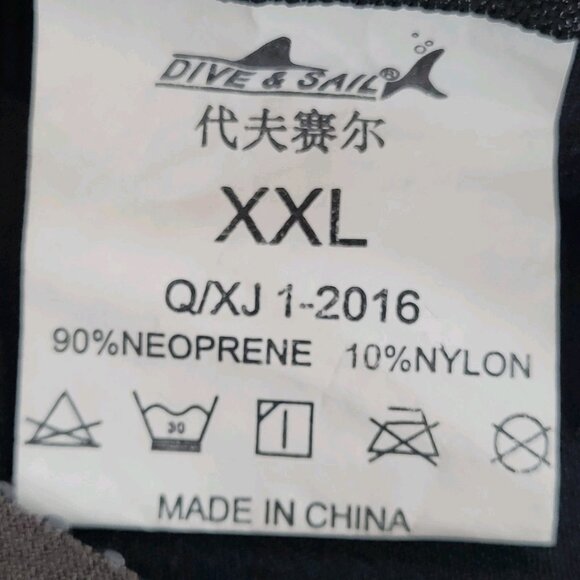 DIVE & SAIL®
代夫赛尔
XXL
Q/XJ 1-2016
90%NEOPRENE 10%NYLON
30
MADE IN CHINA